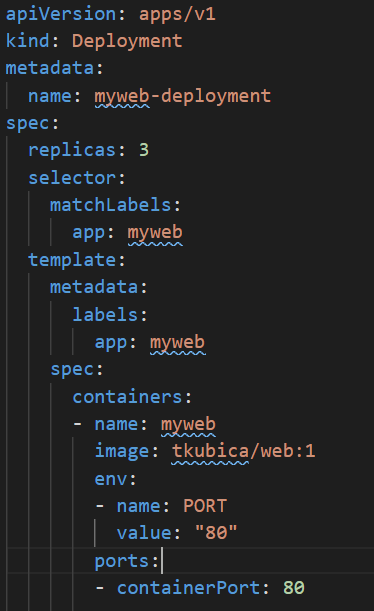 apiVersion: apps/v1
kind: Deployment
metadata:
  name: myweb-deployment
spec:
  replicas: 3
  selector:
    matchLabels:
      app: myweb
  template:
    metadata:
      labels:
        app: myweb
    spec:
      containers:
      - name: myweb
        image: tkubica/web:1
        env:
        - name: PORT
          value: "80"
        ports:
        - containerPort: 80